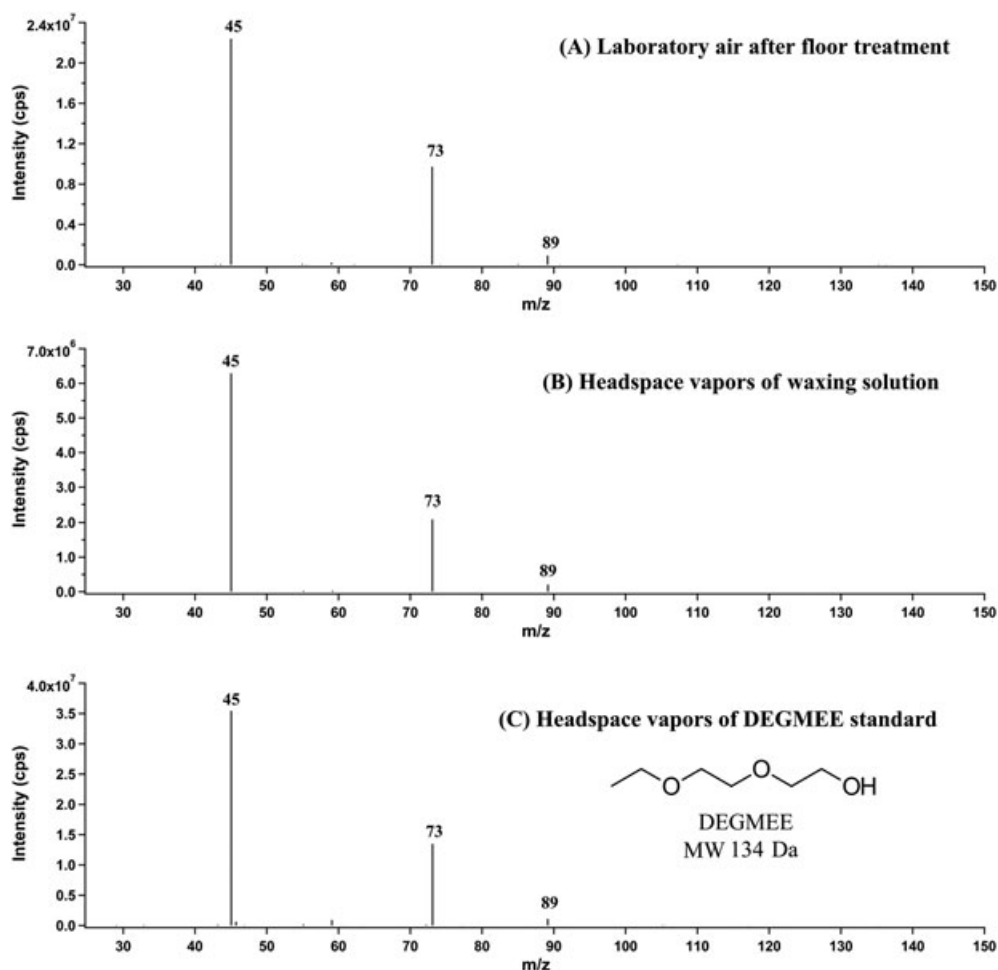 2.4x10⁷
45
(A) Laboratory air after floor treatment
2.0
1.6
73
1.2
0.8
0.4
89
0.0
Intensity (cps)
30 40 50 60 70 80 90 100 110 120 130 140 150
m/z
7.0x10⁶
45
(B) Headspace vapors of waxing solution
6.0
5.0
4.0
3.0
73
2.0
1.0
89
0.0
Intensity (cps)
30 40 50 60 70 80 90 100 110 120 130 140 150
m/z
4.0x10⁷
45
(C) Headspace vapors of DEGMEE standard
3.5
3.0
2.5
O O OH
2.0
DEGMEE
MW 134 Da
1.5
73
1.0
0.5
89
0.0
Intensity (cps)
30 40 50 60 70 80 90 100 110 120 130 140 150
m/z